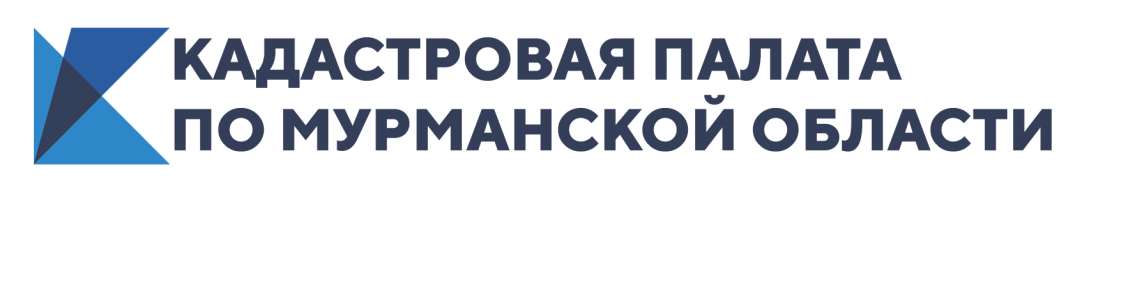 КАДАСТРОВАЯ ПАЛАТА
ПО МУРМАНСКОЙ ОБЛАСТИ